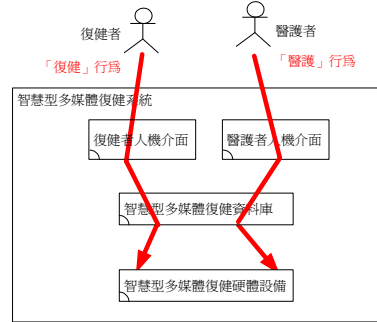 復健者
醫護者
「復健」行爲
「醫護」行爲
智慧型多媒體復健系統
復健者人機介面
醫護者人機介面
智慧型多媒體復健資料庫
智慧型多媒體復健硬體設備